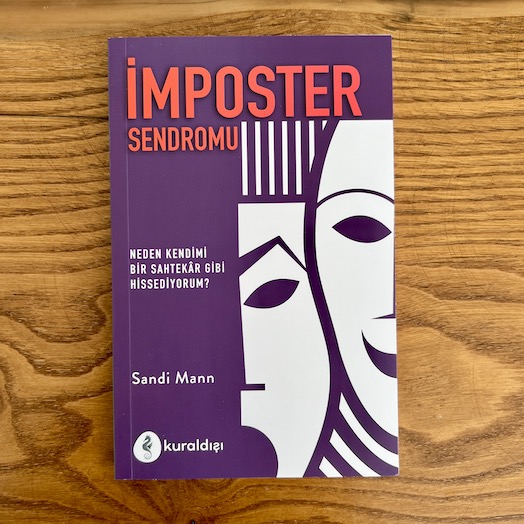 İMPOSTER
SENDROMU
NEDEN KENDİMİ
BİR SAHTEKÂR GİBİ
HİSSEDİYORUM?
Sandi Mann
kuraldışı